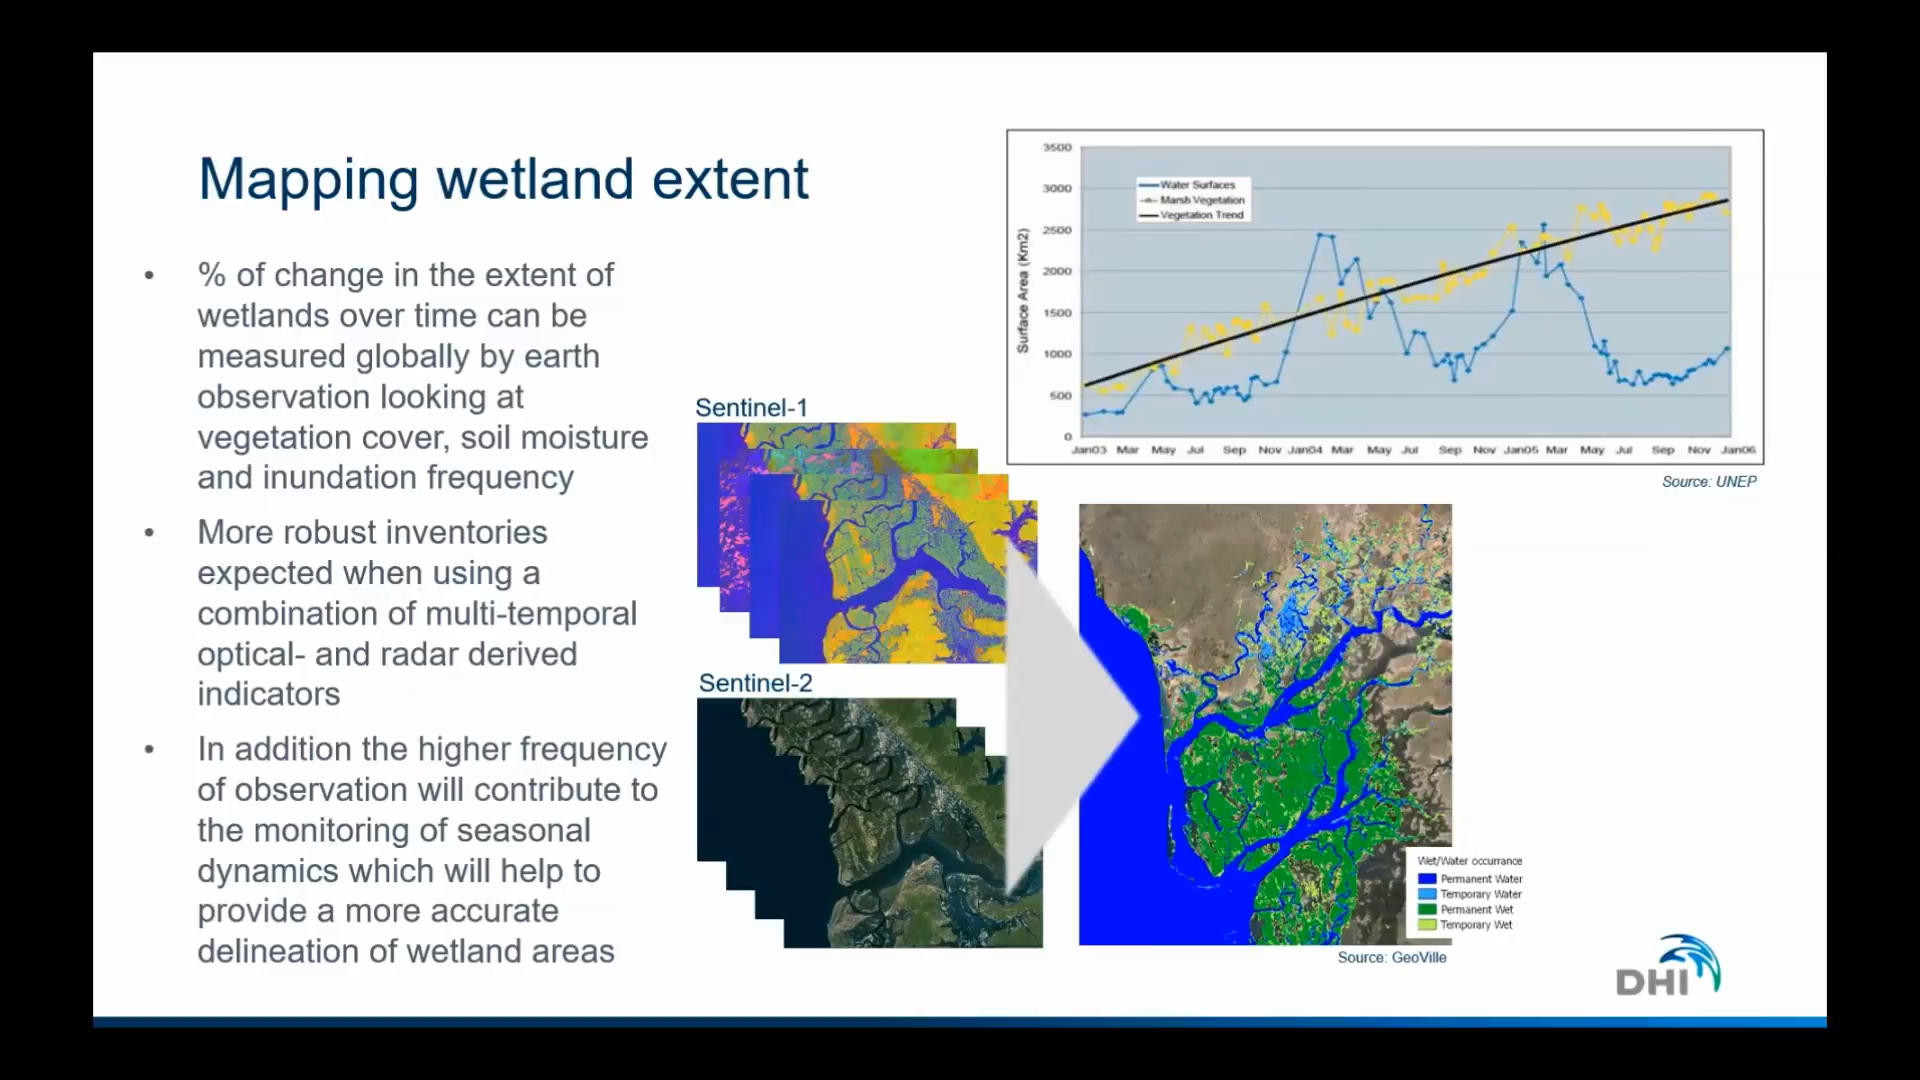 Mapping wetland extent
• % of change in the extent of
wetlands over time can be
measured globally by earth
observation looking at
vegetation cover, soil moisture
and inundation frequency
• More robust inventories
expected when using a
combination of multi-temporal
optical- and radar derived
indicators
• In addition the higher frequency
of observation will contribute to
the monitoring of seasonal
dynamics which will help to
provide a more accurate
delineation of wetland areas
Sentinel-1
Sentinel-2
Surface Area (Km2)
3500
3000
2500
2000
1500
1000
500
0
Water Surfaces
Marsh Vegetation
Vegetation Trend
Jan03 Mar May Jul Sep Nov Jan04 Mar May Jul Sep Nov Jan05 Mar May Jul Sep Nov Jan06
Source: UNEP
Wet/Water occurrance
Permanent Water
Temporary Water
Permanent Wet
Temporary Wet
Source: GeoVille
DHI